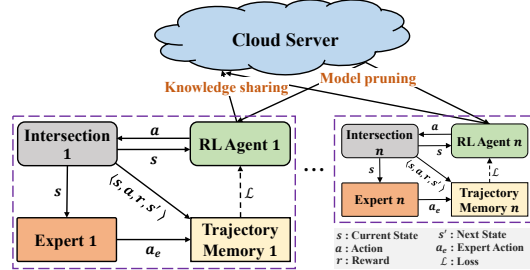 Cloud Server
Knowledge sharing
Model pruning
Intersection
1
a
s
RL Agent 1
s
⟨s, a, r, s′⟩
ℒ
Expert 1
a_e
Trajectory
Memory 1
...
Intersection
n
a
s
RL Agent n
s
⟨s, a, r, s′⟩
ℒ
Expert n
a_e
Trajectory
Memory n
s : Current State
s′ : Next State
a : Action
a_e : Expert Action
r : Reward
ℒ : Loss